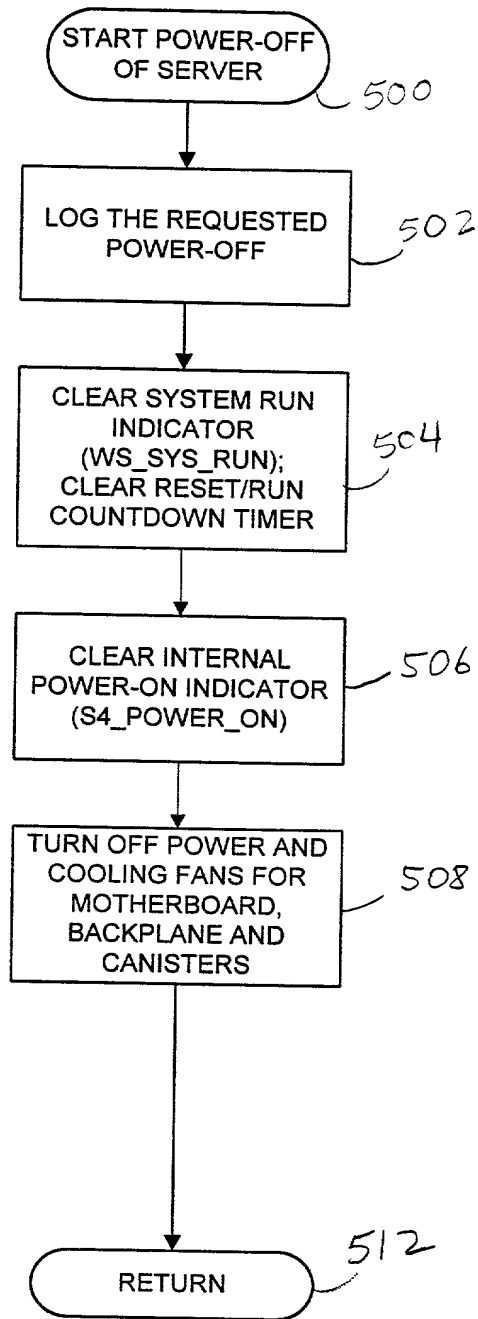 START POWER-OFF
OF SERVER
500
LOG THE REQUESTED
POWER-OFF
502
CLEAR SYSTEM RUN
INDICATOR
(WS_SYS_RUN);
CLEAR RESET/RUN
COUNTDOWN TIMER
504
CLEAR INTERNAL
POWER-ON INDICATOR
(S4_POWER_ON)
506
TURN OFF POWER AND
COOLING FANS FOR
MOTHERBOARD,
BACKPLANE AND
CANISTERS
508
RETURN
512